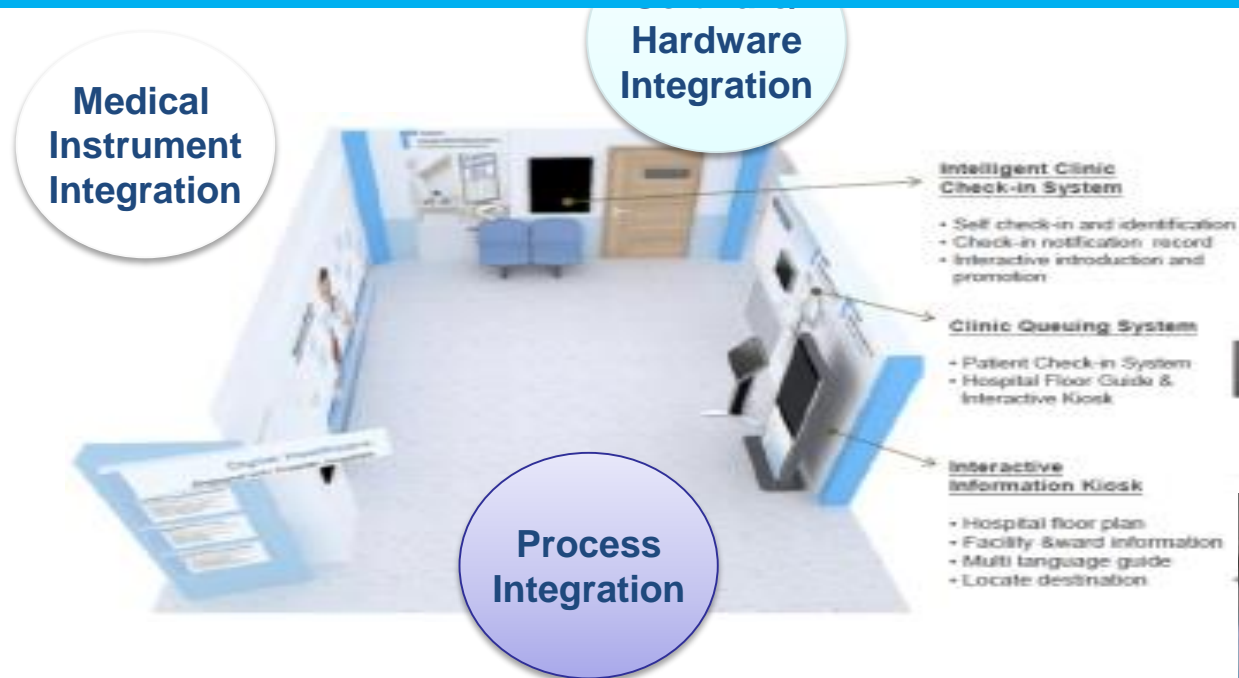 Hardware
Integration
Medical
Instrument
Integration
Intelligent Clinic
Check-in System
• Self check-in and identification
• Check-in notification record
• Interactive introduction and
promotion
Clinic Queuing System
• Patient Check-in System
• Hospital Floor Guide &
Interactive Kiosk
Interactive
Information Kiosk
• Hospital floor plan
• Facility &ward information
• Multi language guide
• Locate destination
Process
Integration